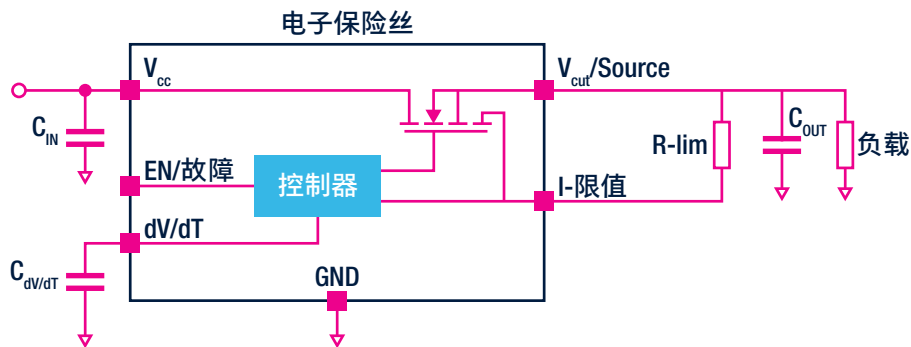 电子保险丝
Vcc
Vcut/Source
CIN
R-lim
COUT
负载
EN/故障
控制器
I-限值
dV/dT
CdV/dT
GND